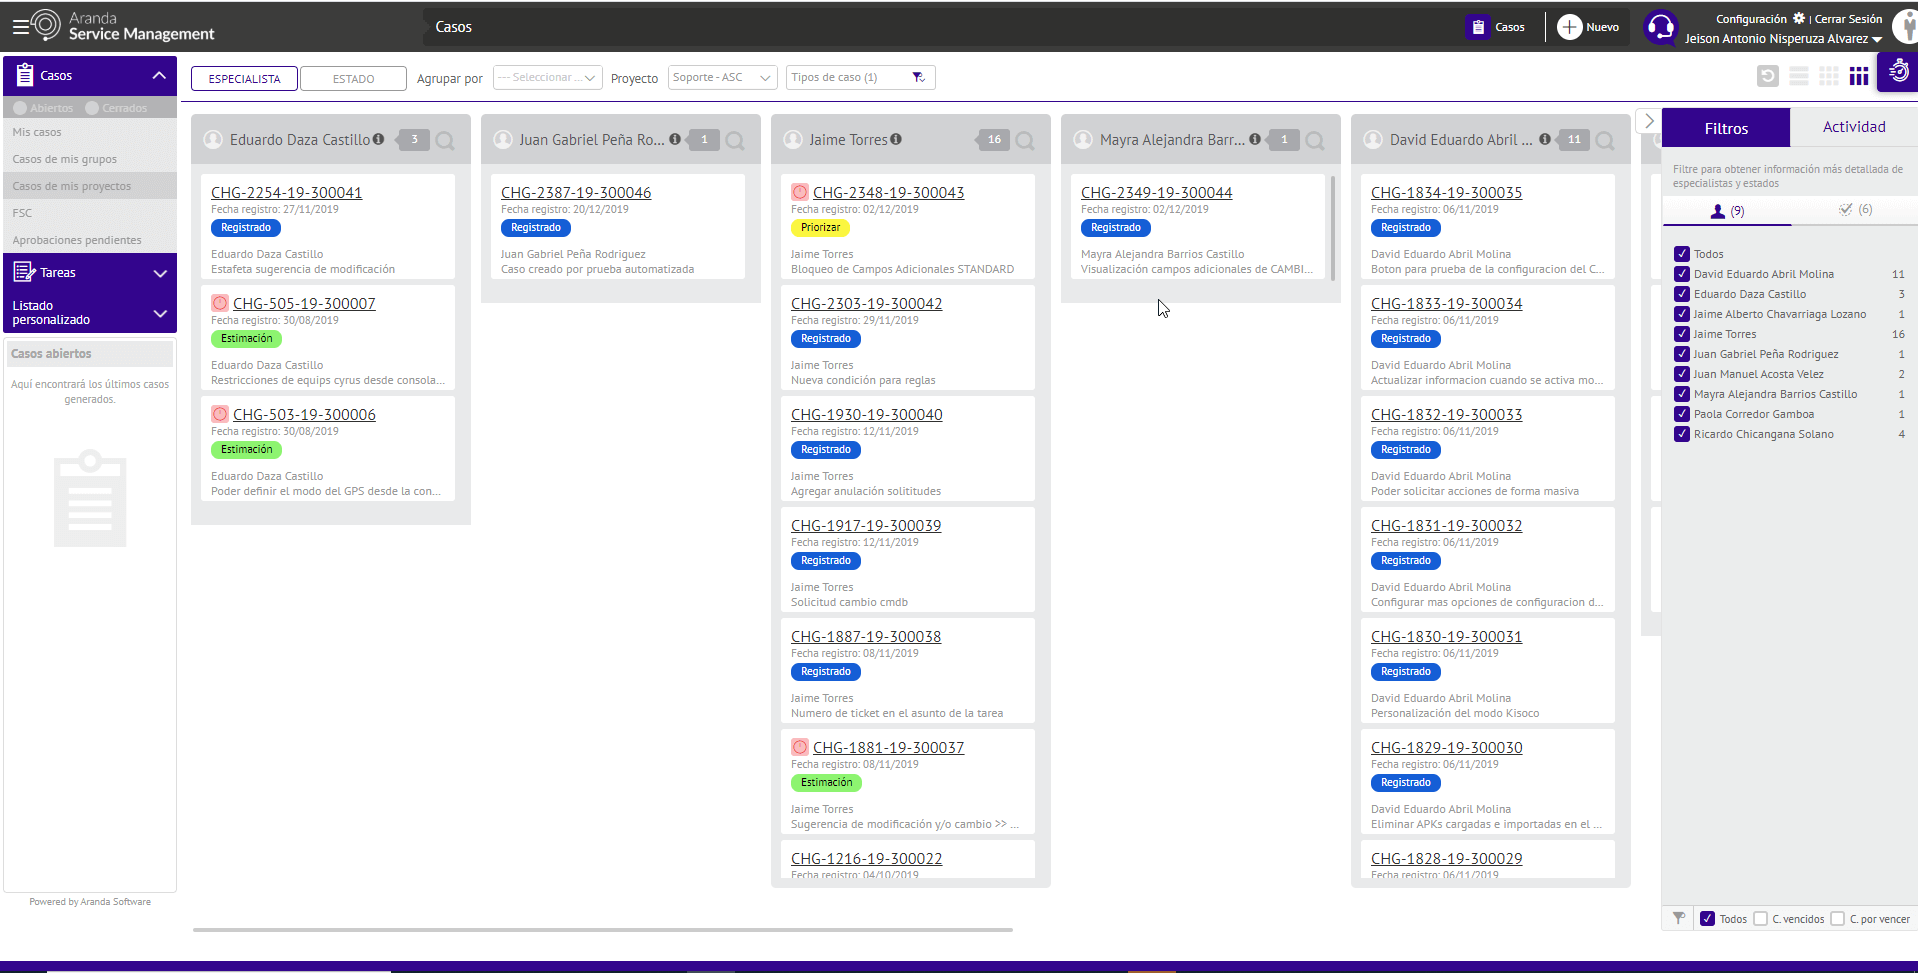 Aranda
Service Management
Casos
Casos
Nuevo
Configuración | Cerrar Sesión
Jeison Antonio Nisperuza Alvarez
Casos
Abiertos Cerrados
Mis casos
Casos de mis grupos
Casos de mis proyectos
FSC
Aprobaciones pendientes
Tareas
Listado
personalizado
Casos abiertos
Aquí encontrará los últimos casos
generados.
Powered by Aranda Software
ESPECIALISTA ESTADO Agrupar por ---Seleccionar ... Proyecto Soporte - ASC Tipos de caso (1)
Eduardo Daza Castillo 3
CHG-2254-19-300041
Fecha registro: 27/11/2019
Registrado
Eduardo Daza Castillo
Estafeta sugerencia de modificación
CHG-505-19-300007
Fecha registro: 30/08/2019
Estimación
Eduardo Daza Castillo
Restricciones de equips cyrus desde consola...
CHG-503-19-300006
Fecha registro: 30/08/2019
Estimación
Eduardo Daza Castillo
Poder definir el modo del GPS desde la con...
Juan Gabriel Peña Ro... 1
CHG-2387-19-300046
Fecha registro: 20/12/2019
Registrado
Juan Gabriel Peña Rodriguez
Caso creado por prueba automatizada
Jaime Torres 16
CHG-2348-19-300043
Fecha registro: 02/12/2019
Priorizar
Jaime Torres
Bloqueo de Campos Adicionales STANDARD
CHG-2303-19-300042
Fecha registro: 29/11/2019
Registrado
Jaime Torres
Nueva condición para reglas
CHG-1930-19-300040
Fecha registro: 12/11/2019
Registrado
Jaime Torres
Agregar anulación solititudes
CHG-1917-19-300039
Fecha registro: 12/11/2019
Registrado
Jaime Torres
Solicitud cambio cmdb
CHG-1887-19-300038
Fecha registro: 08/11/2019
Registrado
Jaime Torres
Numero de ticket en el asunto de la tarea
CHG-1881-19-300037
Fecha registro: 08/11/2019
Estimación
Jaime Torres
Sugerencia de modificación y/o cambio >> ...
CHG-1216-19-300022
Fecha registro: 04/10/2019
Mayra Alejandra Barr... 1
CHG-2349-19-300044
Fecha registro: 02/12/2019
Registrado
Mayra Alejandra Barrios Castillo
Visualización campos adicionales de CAMBI...
David Eduardo Abril ... 11
CHG-1834-19-300035
Fecha registro: 06/11/2019
Registrado
David Eduardo Abril Molina
Boton para prueba de la configuracion del C...
CHG-1833-19-300034
Fecha registro: 06/11/2019
Registrado
David Eduardo Abril Molina
Actualizar informacion cuando se activa mo...
CHG-1832-19-300033
Fecha registro: 06/11/2019
Registrado
David Eduardo Abril Molina
Poder solicitar acciones de forma masiva
CHG-1831-19-300032
Fecha registro: 06/11/2019
Registrado
David Eduardo Abril Molina
Configurar mas opciones de configuracion d...
CHG-1830-19-300031
Fecha registro: 06/11/2019
Registrado
David Eduardo Abril Molina
Personalización del modo Kisoco
CHG-1829-19-300030
Fecha registro: 06/11/2019
Registrado
David Eduardo Abril Molina
Eliminar APKs cargadas e importadas en el ...
CHG-1828-19-300029
Fecha registro: 06/11/2019
Filtros Actividad
Filtre para obtener información más detallada de
especialistas y estados
(9) (6)
Todos
David Eduardo Abril Molina 11
Eduardo Daza Castillo 3
Jaime Alberto Chavarriaga Lozano 1
Jaime Torres 16
Juan Gabriel Peña Rodriguez 1
Juan Manuel Acosta Velez 2
Mayra Alejandra Barrios Castillo 1
Paola Corredor Gamboa 1
Ricardo Chicangana Solano 4
Todos C. vencidos C. por vencer